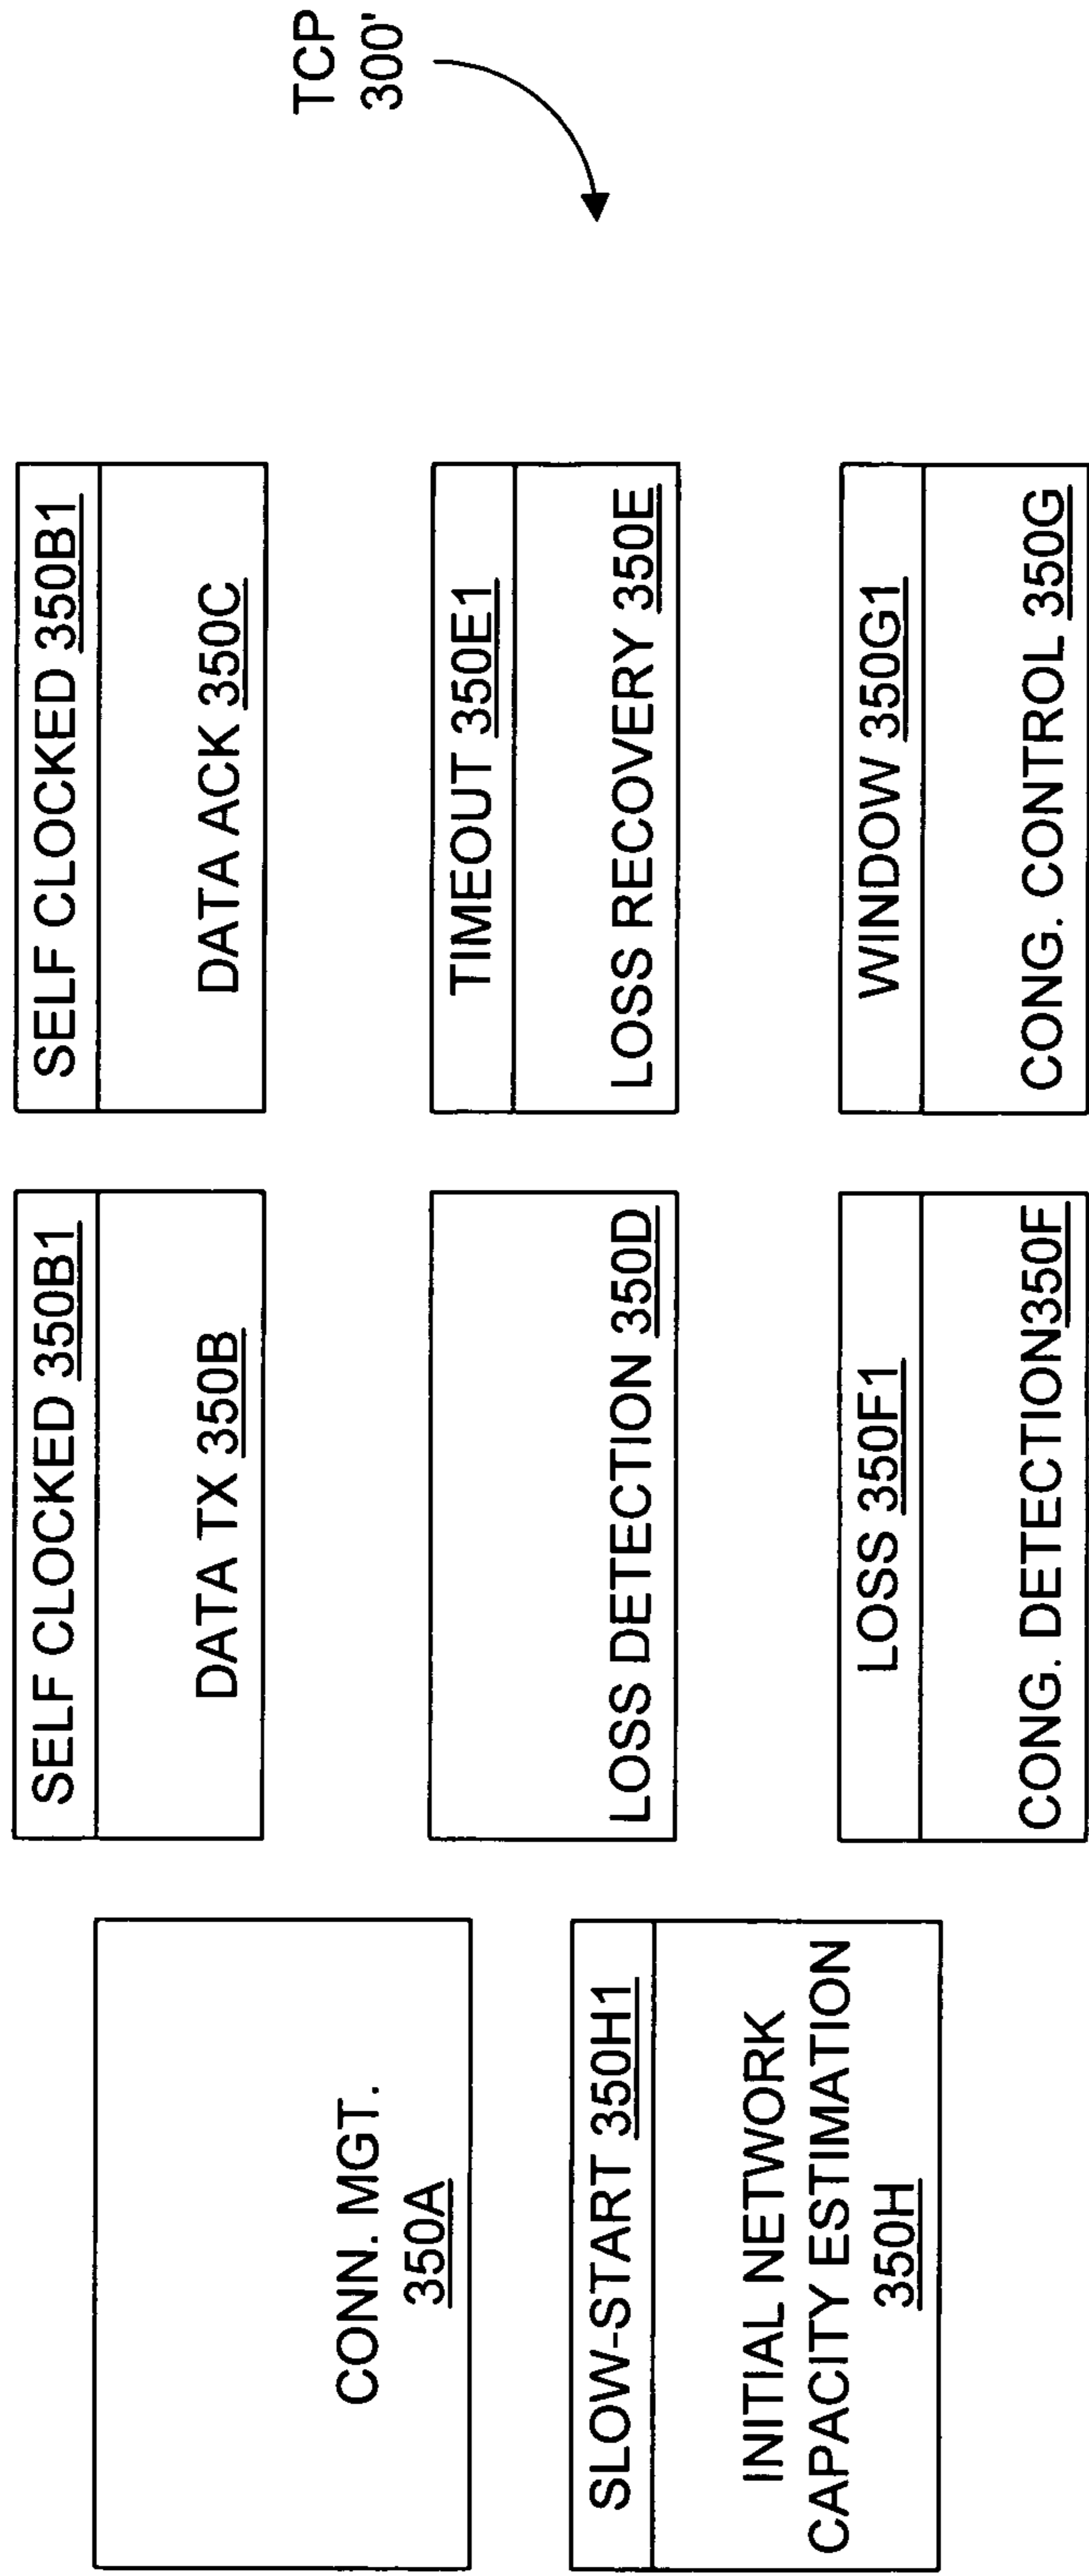 CONN. MGT.
350A
SLOW-START 350H1
INITIAL NETWORK
CAPACITY ESTIMATION
350H
SELF CLOCKED 350B1
DATA TX 350B
LOSS DETECTION 350D
LOSS 350F1
CONG. DETECTION350F
SELF CLOCKED 350B1
DATA ACK 350C
TIMEOUT 350E1
LOSS RECOVERY 350E
WINDOW 350G1
CONG. CONTROL 350G
TCP
300'